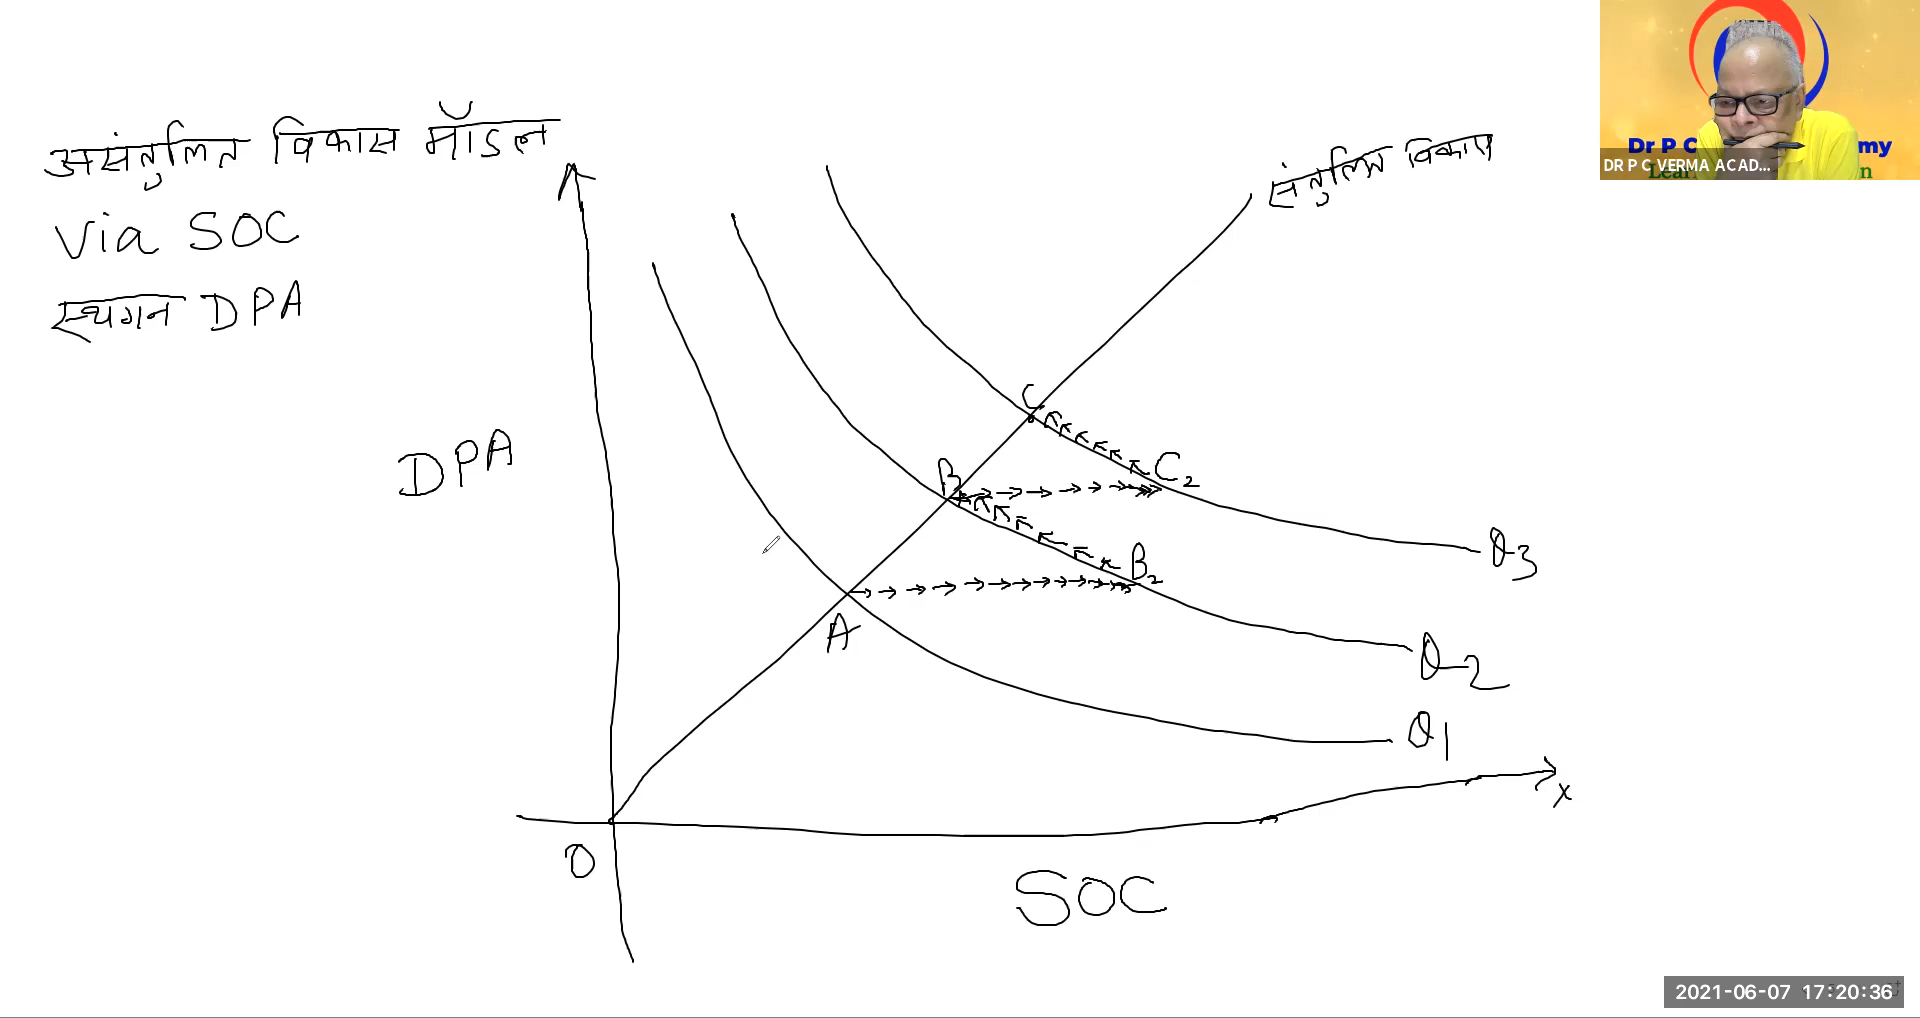 असंतुलित विकास मॉडल
via SOC
स्थगन DPA
संतुलित विकास
DPA
C
B
C2
B2
A
Q3
Q2
Q1
X
O
SOC
Dr P C
my
DR P C VERMA ACAD...
2021-06-07 17:20:36